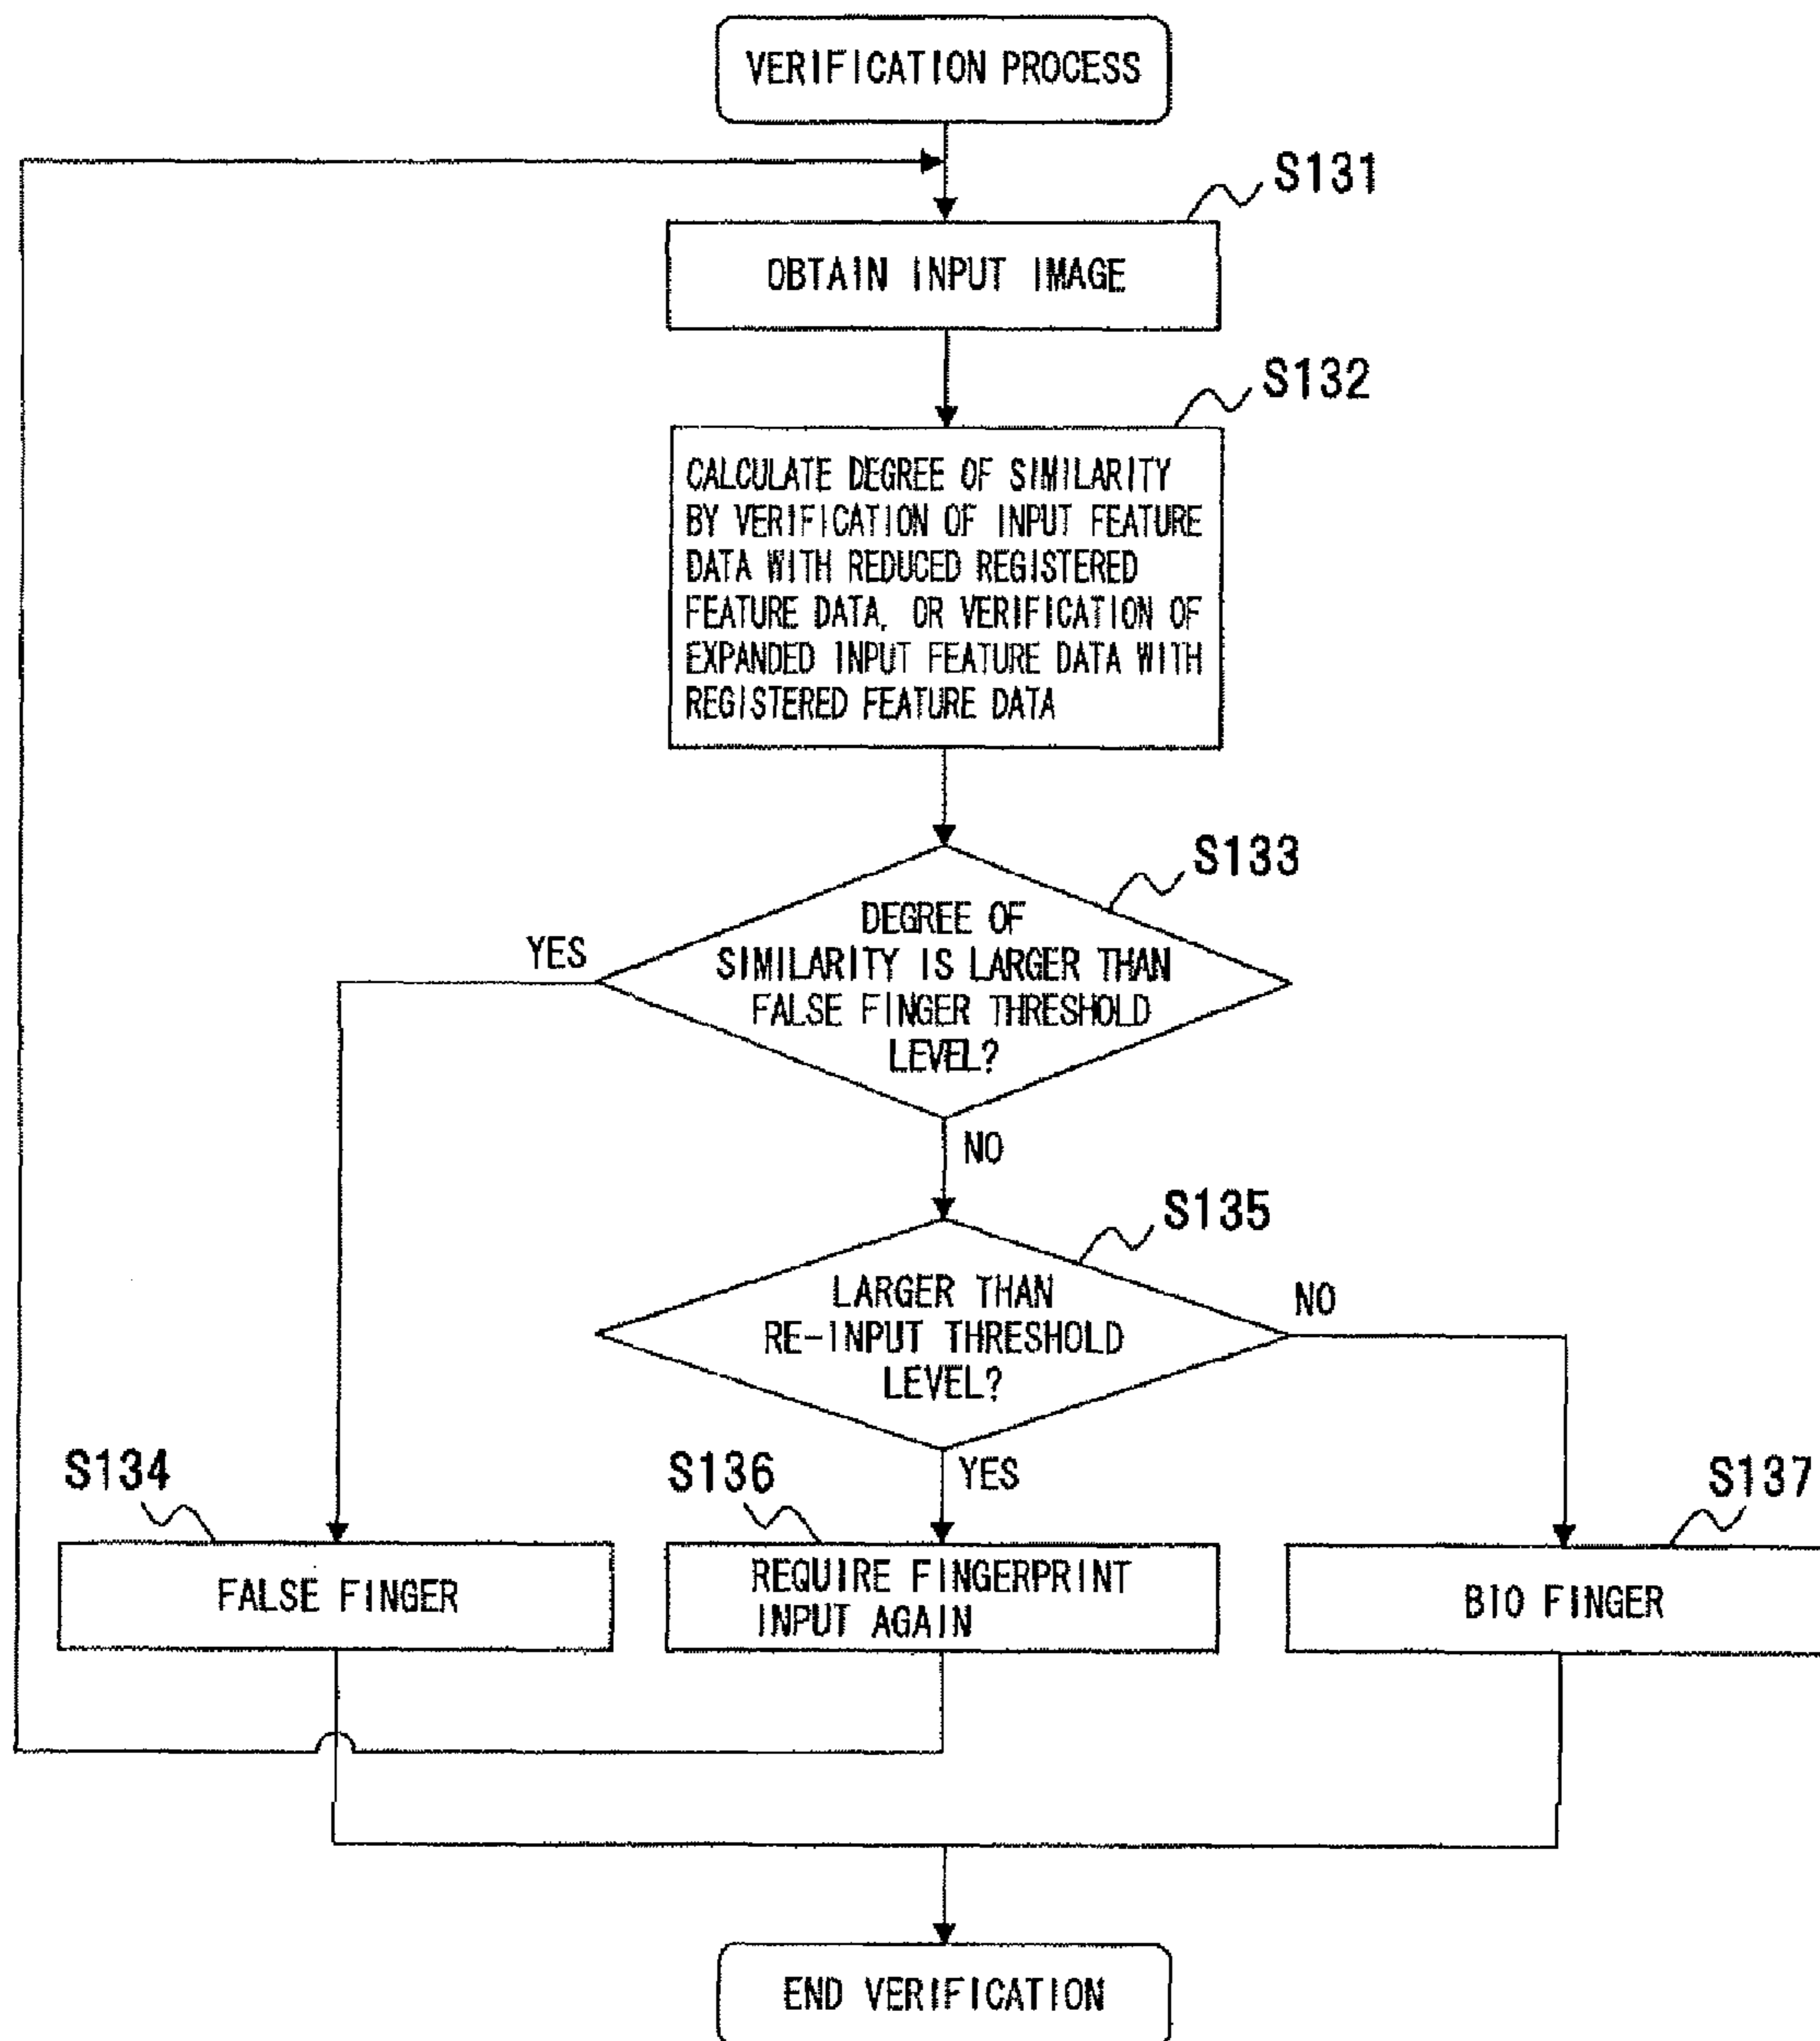 VERIFICATION PROCESS
S131
OBTAIN INPUT IMAGE
S132
CALCULATE DEGREE OF SIMILARITY
BY VERIFICATION OF INPUT FEATURE
DATA WITH REDUCED REGISTERED
FEATURE DATA, OR VERIFICATION OF
EXPANDED INPUT FEATURE DATA WITH
REGISTERED FEATURE DATA
S133
DEGREE OF
SIMILARITY IS LARGER THAN
FALSE FINGER THRESHOLD
LEVEL?
YES
NO
S135
LARGER THAN
RE-INPUT THRESHOLD
LEVEL?
NO
YES
S134
FALSE FINGER
S136
REQUIRE FINGERPRINT
INPUT AGAIN
S137
BIO FINGER
END VERIFICATION